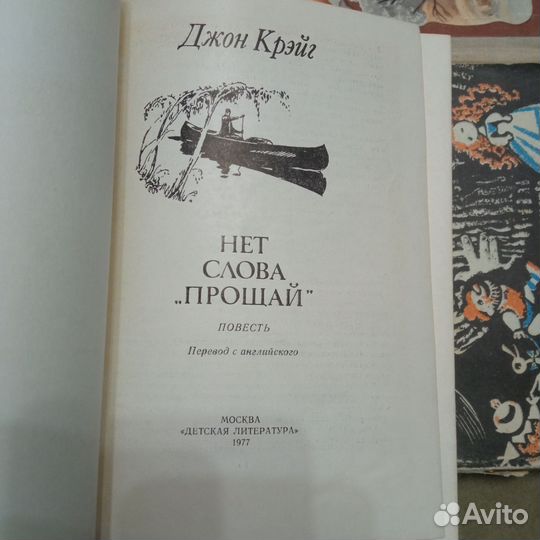 Джон Крэйг
НЕТ
СЛОВА
„ПРОЩАЙ"
ПОВЕСТЬ
Перевод с английского
МОСКВА
«ДЕТСКАЯ ЛИТЕРАТУРА»
1977
Avito